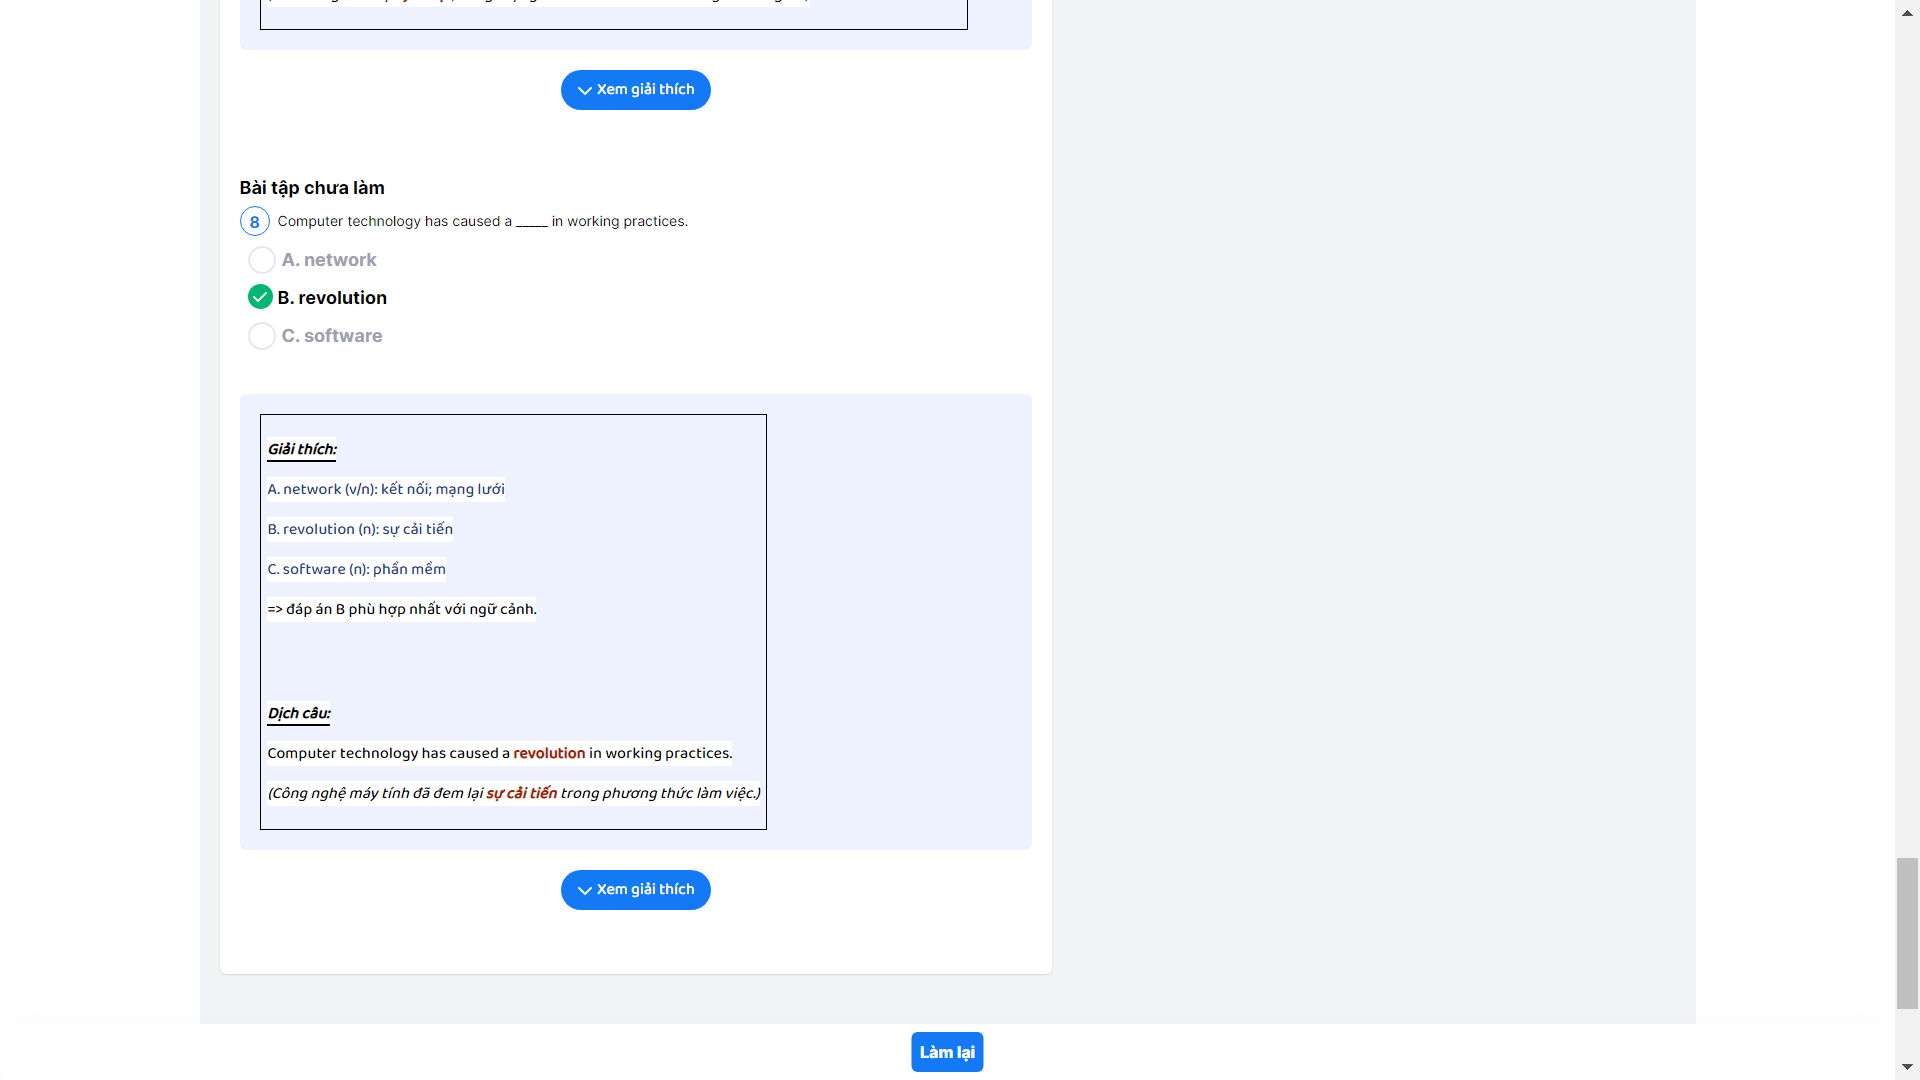 Xem giải thích
Bài tập chưa làm
8 Computer technology has caused a _____ in working practices.
A. network
B. revolution
C. software
Giải thích:
A. network (v/n): kết nối; mạng lưới
B. revolution (n): sự cải tiến
C. software (n): phần mềm
=> đáp án B phù hợp nhất với ngữ cảnh.
Dịch câu:
Computer technology has caused a revolution in working practices.
(Công nghệ máy tính đã đem lại sự cải tiến trong phương thức làm việc.)
Xem giải thích
Làm lại